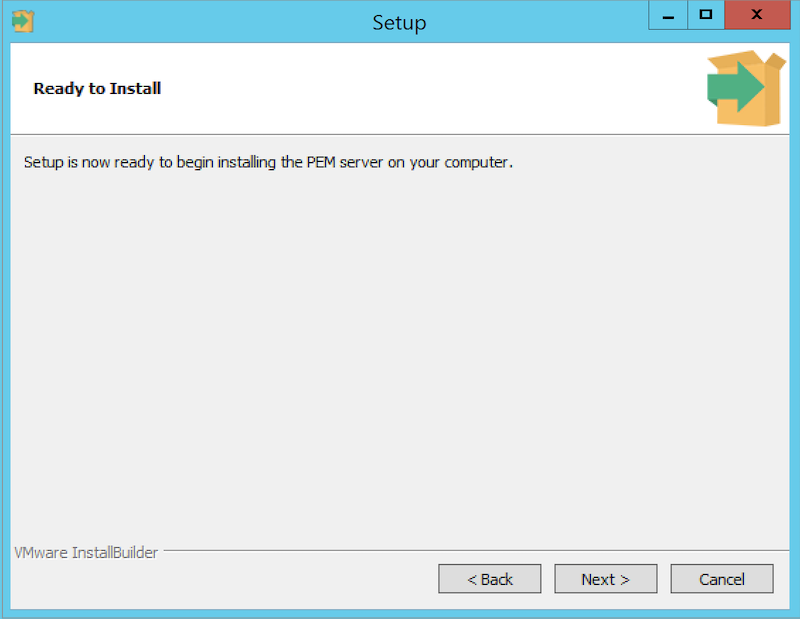 Setup
Ready to Install
Setup is now ready to begin installing the PEM server on your computer.
VMware InstallBuilder
< Back
Next >
Cancel